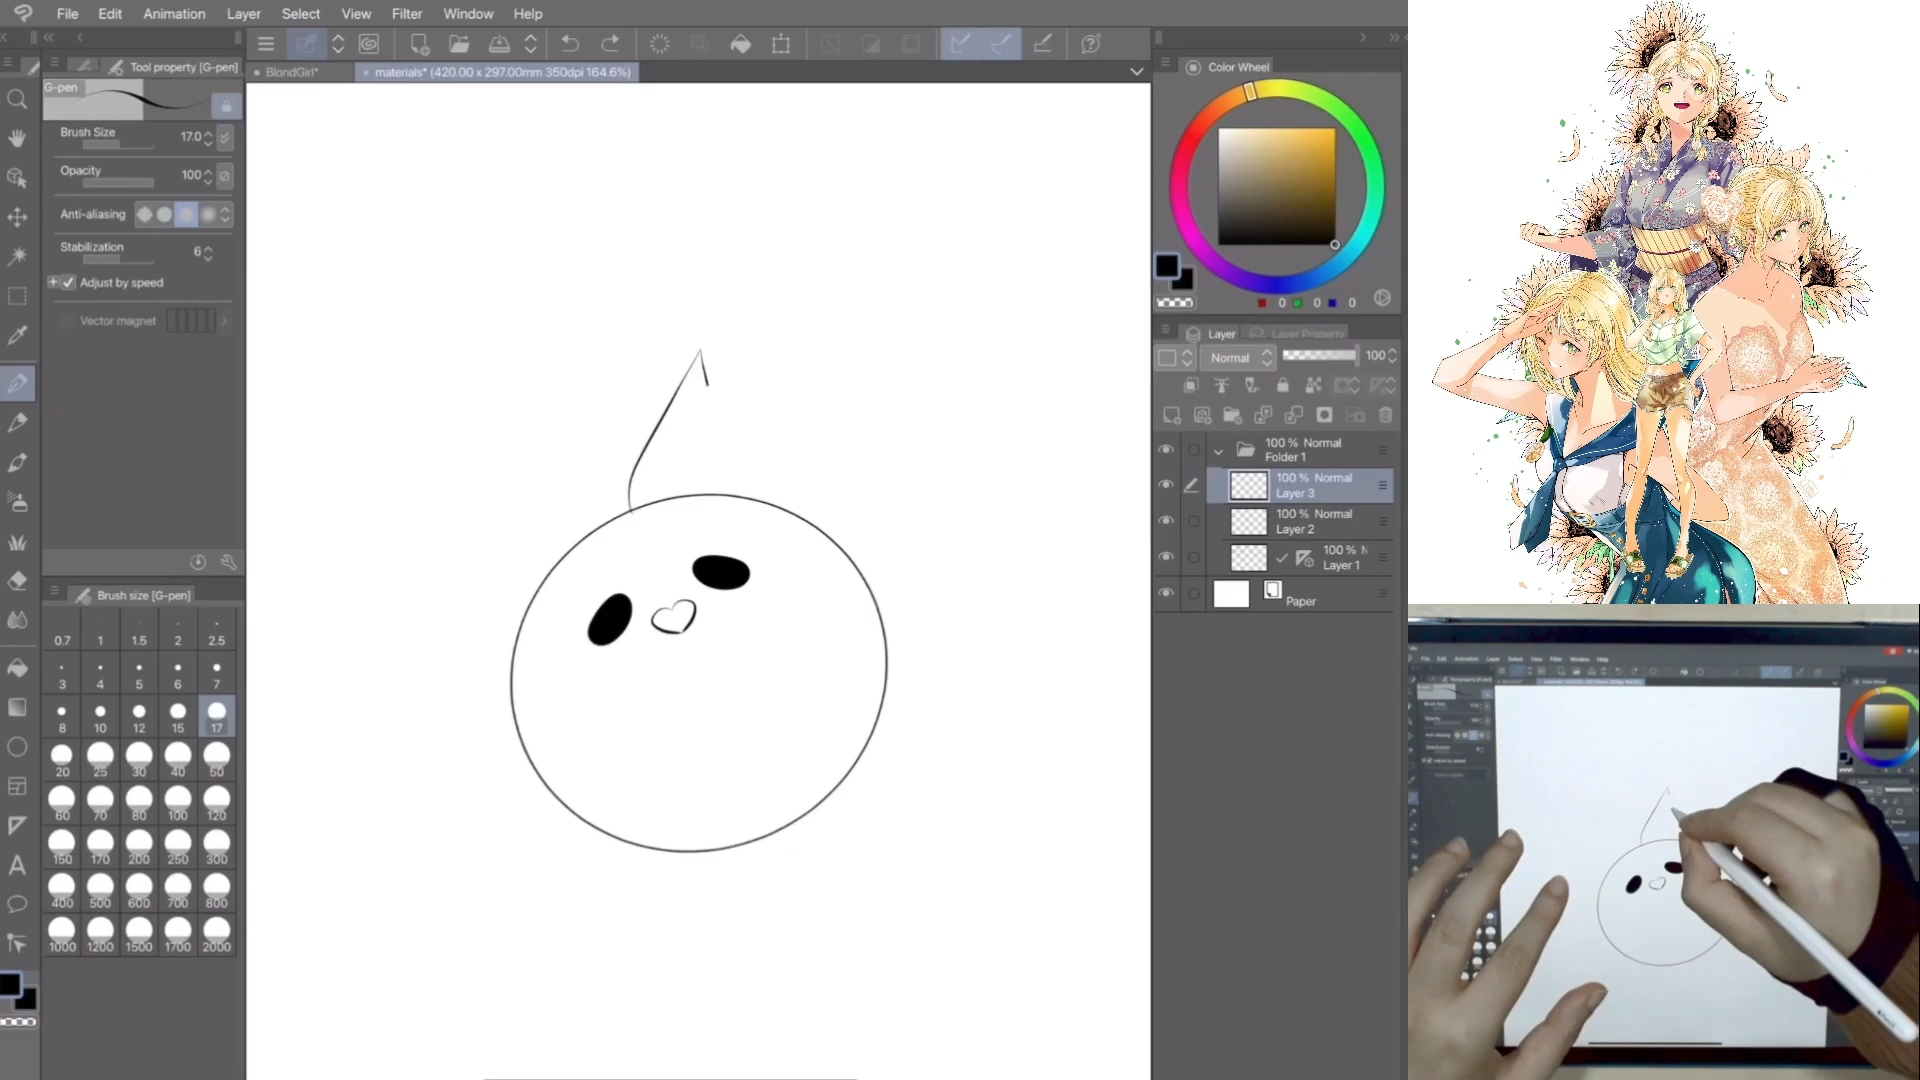 File Edit Animation Layer Select View Filter Window Help
Tool property [G-pen]
BlondGirl*
materials* (420.00 x 297.00mm 350dpi 164.6%)
G-pen
Brush Size 17.0
Opacity 100
Anti-aliasing
Stabilization 6
Adjust by speed
Vector magnet
Brush size [G-pen]
0.7 1 1.5 2 2.5
3 4 5 6 7
8 10 12 15 17
20 25 30 40 50
60 70 80 100 120
150 170 200 250 300
400 500 600 700 800
1000 1200 1500 1700 2000
Color Wheel
0 0 0
Layer Layer Property
Normal 100
100 % Normal
Folder 1
100 % Normal
Layer 3
100 % Normal
Layer 2
100 % N
Layer 1
Paper